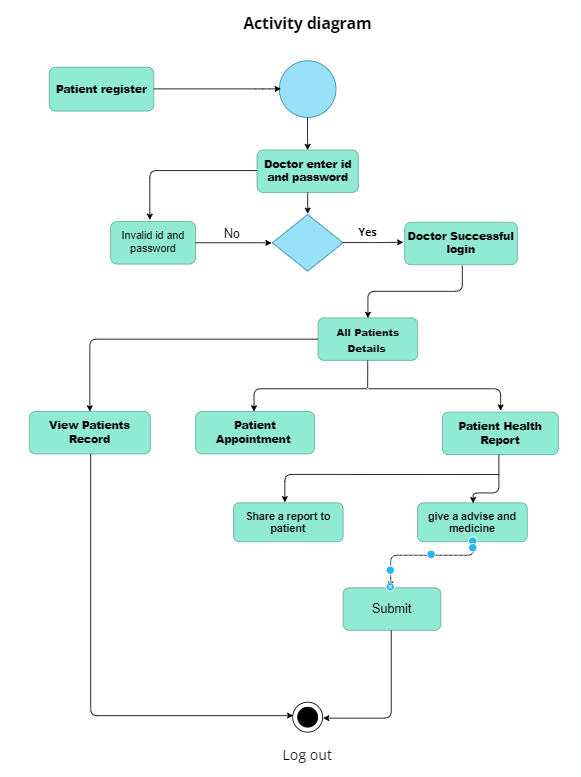 Activity diagram
Patient register
Doctor enter id
and password
Invalid id and
password
No
Yes
Doctor Successful
login
All Patients
Details
View Patients
Record
Patient
Appointment
Patient Health
Report
Share a report to
patient
give a advise and
medicine
Submit
Log out